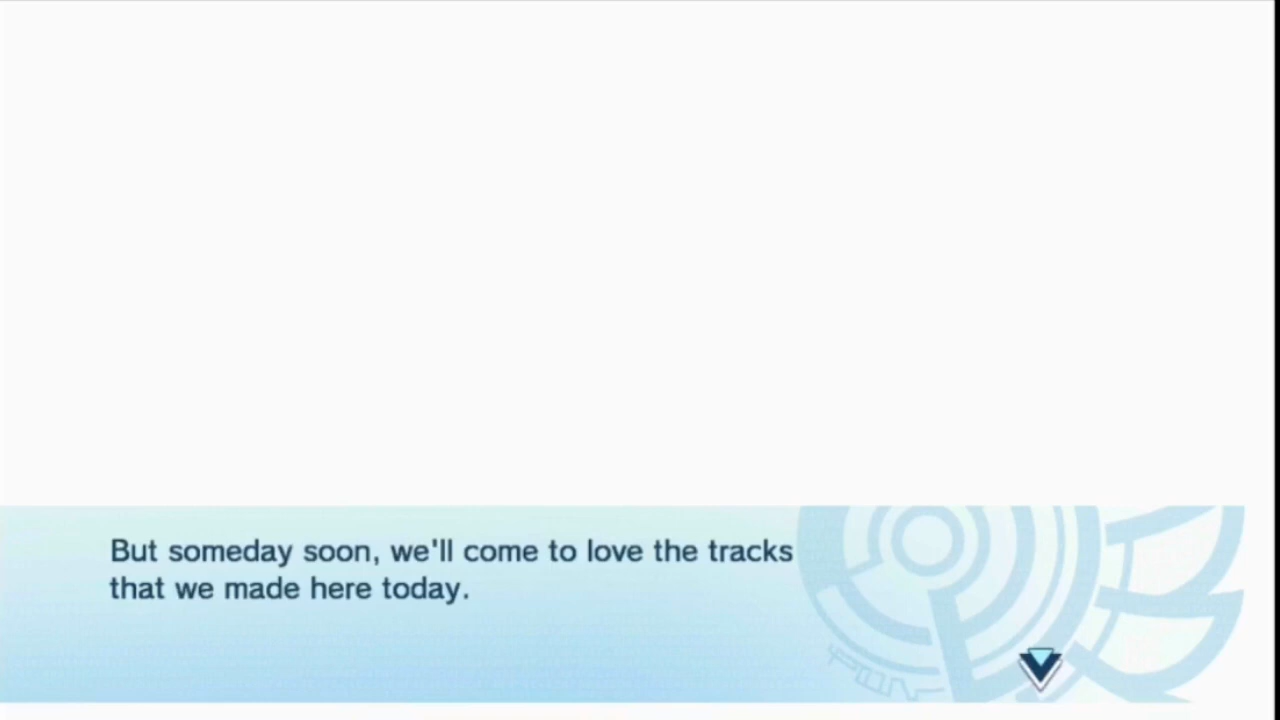 But someday soon, we'll come to love the tracks
that we made here today.